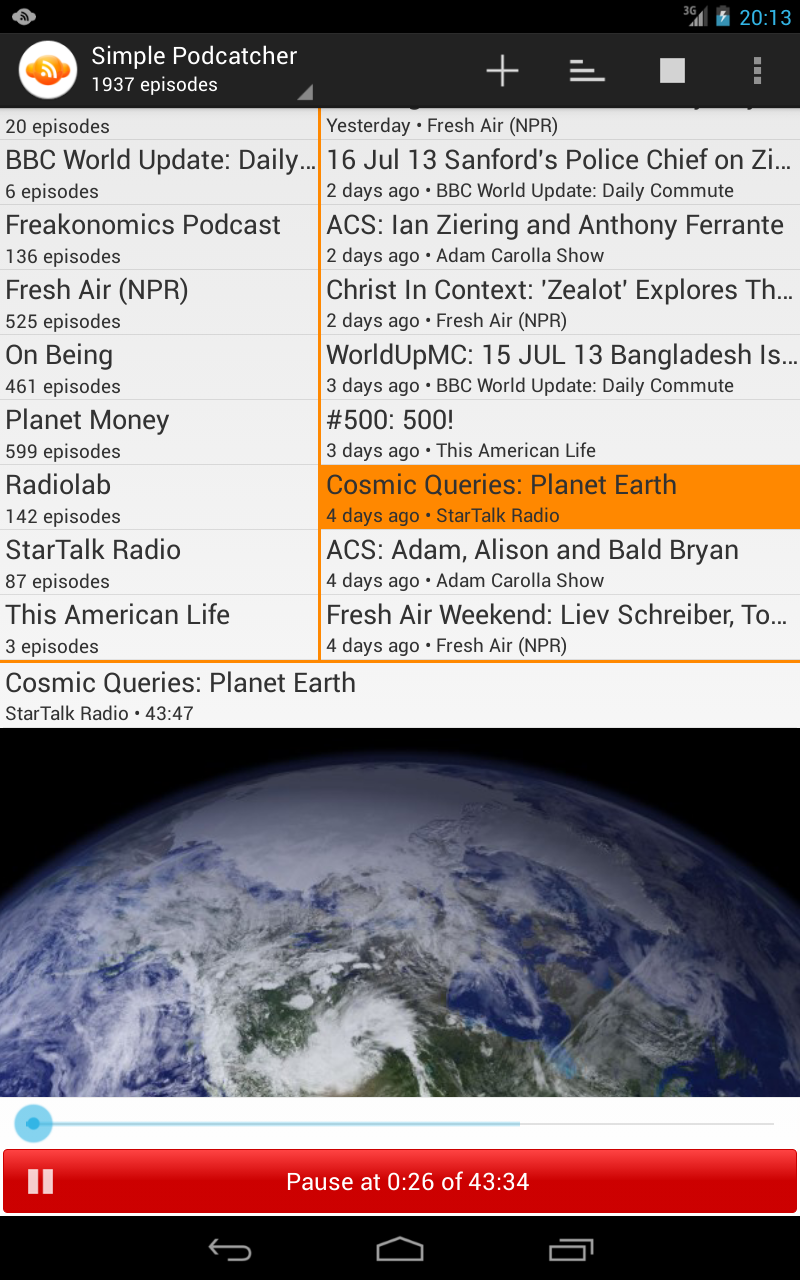 3G 20:13
Simple Podcatcher
1937 episodes
20 episodes
BBC World Update: Daily…
6 episodes
Freakonomics Podcast
136 episodes
Fresh Air (NPR)
525 episodes
On Being
461 episodes
Planet Money
599 episodes
Radiolab
142 episodes
StarTalk Radio
87 episodes
This American Life
3 episodes
Yesterday • Fresh Air (NPR)
16 Jul 13 Sanford's Police Chief on Zi…
2 days ago • BBC World Update: Daily Commute
ACS: Ian Ziering and Anthony Ferrante
2 days ago • Adam Carolla Show
Christ In Context: 'Zealot' Explores Th…
2 days ago • Fresh Air (NPR)
WorldUpMC: 15 JUL 13 Bangladesh Is…
3 days ago • BBC World Update: Daily Commute
#500: 500!
3 days ago • This American Life
Cosmic Queries: Planet Earth
4 days ago • StarTalk Radio
ACS: Adam, Alison and Bald Bryan
4 days ago • Adam Carolla Show
Fresh Air Weekend: Liev Schreiber, To…
4 days ago • Fresh Air (NPR)
Cosmic Queries: Planet Earth
StarTalk Radio • 43:47
Pause at 0:26 of 43:34